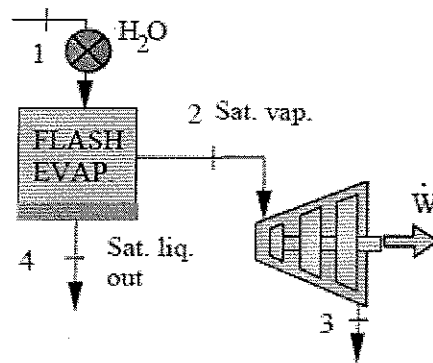 1
H2O
2 Sat. vap.
FLASH
EVAP.
Ẇ
4
Sat. liq.
out
3